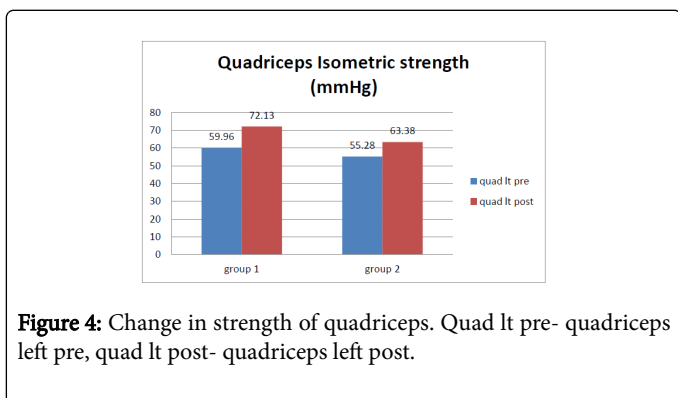 Quadriceps Isometric strength
(mmHg)
80
70
60
50
40
30
20
10
0
59.96
72.13
55.28
63.38
group 1
group 2
quad lt pre
quad lt post
Figure 4: Change in strength of quadriceps. Quad lt pre- quadriceps
left pre, quad lt post- quadriceps left post.